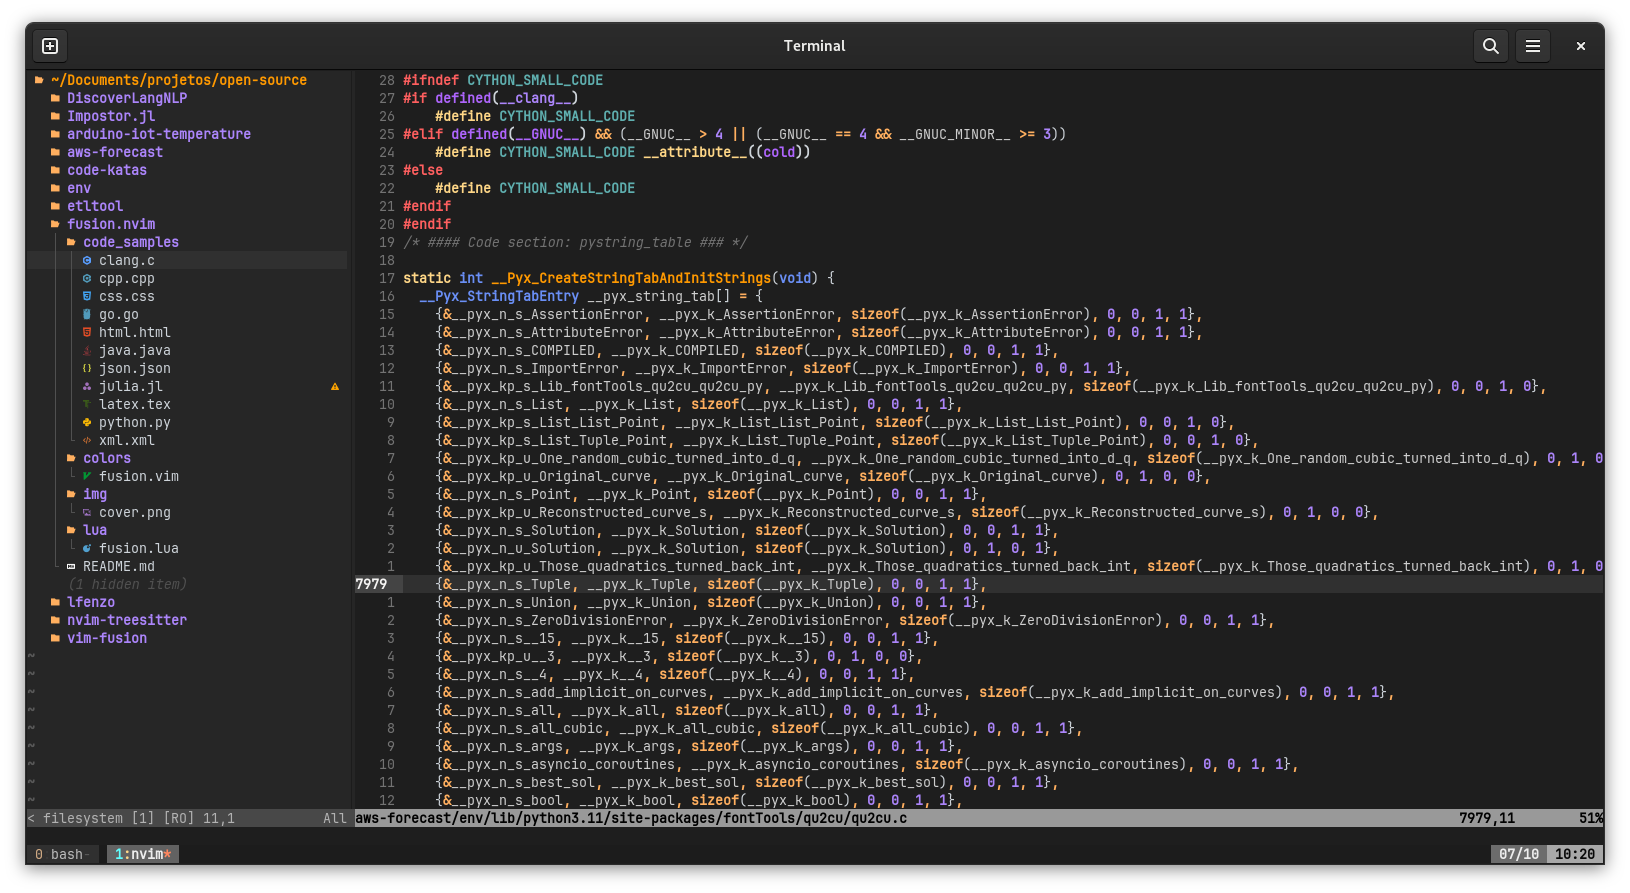 Terminal
~/Documents/projetos/open-source
DiscoverLangNLP
Impostor.jl
arduino-iot-temperature
aws-forecast
code-katas
env
etltool
fusion.nvim
code_samples
clang.c
cpp.cpp
css.css
go.go
html.html
java.java
json.json
julia.jl
latex.tex
python.py
xml.xml
colors
fusion.vim
img
cover.png
lua
fusion.lua
README.md
(1 hidden item)
lfenzo
nvim-treesitter
vim-fusion
~
~
~
~
~
~
~
~
~
< filesystem [1] [RO] 11,1 All
28 #ifndef CYTHON_SMALL_CODE
27 #if defined(__clang__)
26 #define CYTHON_SMALL_CODE
25 #elif defined(__GNUC__) && (__GNUC__ > 4 || (__GNUC__ == 4 && __GNUC_MINOR__ >= 3))
24 #define CYTHON_SMALL_CODE __attribute__((cold))
23 #else
22 #define CYTHON_SMALL_CODE
21 #endif
20 #endif
19 /* #### Code section: pystring_table ### */
18
17 static int __Pyx_CreateStringTabAndInitStrings(void) {
16 __Pyx_StringTabEntry __pyx_string_tab[] = {
15 {&__pyx_n_s_AssertionError, __pyx_k_AssertionError, sizeof(__pyx_k_AssertionError), 0, 0, 1, 1},
14 {&__pyx_n_s_AttributeError, __pyx_k_AttributeError, sizeof(__pyx_k_AttributeError), 0, 0, 1, 1},
13 {&__pyx_n_s_COMPILED, __pyx_k_COMPILED, sizeof(__pyx_k_COMPILED), 0, 0, 1, 1},
12 {&__pyx_n_s_ImportError, __pyx_k_ImportError, sizeof(__pyx_k_ImportError), 0, 0, 1, 1},
11 {&__pyx_kp_s_Lib_fontTools_qu2cu_qu2cu_py, __pyx_k_Lib_fontTools_qu2cu_qu2cu_py, sizeof(__pyx_k_Lib_fontTools_qu2cu_qu2cu_py), 0, 0, 1, 0},
10 {&__pyx_n_s_List, __pyx_k_List, sizeof(__pyx_k_List), 0, 0, 1, 1},
9 {&__pyx_kp_s_List_List_Point, __pyx_k_List_List_Point, sizeof(__pyx_k_List_List_Point), 0, 0, 1, 0},
8 {&__pyx_kp_s_List_Tuple_Point, __pyx_k_List_Tuple_Point, sizeof(__pyx_k_List_Tuple_Point), 0, 0, 1, 0},
7 {&__pyx_kp_u_One_random_cubic_turned_into_d_q, __pyx_k_One_random_cubic_turned_into_d_q, sizeof(__pyx_k_One_random_cubic_turned_into_d_q), 0, 1, 0
6 {&__pyx_kp_u_Original_curve, __pyx_k_Original_curve, sizeof(__pyx_k_Original_curve), 0, 1, 0, 0},
5 {&__pyx_n_s_Point, __pyx_k_Point, sizeof(__pyx_k_Point), 0, 0, 1, 1},
4 {&__pyx_kp_u_Reconstructed_curve_s, __pyx_k_Reconstructed_curve_s, sizeof(__pyx_k_Reconstructed_curve_s), 0, 1, 0, 0},
3 {&__pyx_n_s_Solution, __pyx_k_Solution, sizeof(__pyx_k_Solution), 0, 0, 1, 1},
2 {&__pyx_n_u_Solution, __pyx_k_Solution, sizeof(__pyx_k_Solution), 0, 1, 0, 1},
1 {&__pyx_kp_u_Those_quadratics_turned_back_int, __pyx_k_Those_quadratics_turned_back_int, sizeof(__pyx_k_Those_quadratics_turned_back_int), 0, 1, 0
7979 {&__pyx_n_s_Tuple, __pyx_k_Tuple, sizeof(__pyx_k_Tuple), 0, 0, 1, 1},
1 {&__pyx_n_s_Union, __pyx_k_Union, sizeof(__pyx_k_Union), 0, 0, 1, 1},
2 {&__pyx_n_s_ZeroDivisionError, __pyx_k_ZeroDivisionError, sizeof(__pyx_k_ZeroDivisionError), 0, 0, 1, 1},
3 {&__pyx_n_s__15, __pyx_k__15, sizeof(__pyx_k__15), 0, 0, 1, 1},
4 {&__pyx_kp_u__3, __pyx_k__3, sizeof(__pyx_k__3), 0, 1, 0, 0},
5 {&__pyx_n_s__4, __pyx_k__4, sizeof(__pyx_k__4), 0, 0, 1, 1},
6 {&__pyx_n_s_add_implicit_on_curves, __pyx_k_add_implicit_on_curves, sizeof(__pyx_k_add_implicit_on_curves), 0, 0, 1, 1},
7 {&__pyx_n_s_all, __pyx_k_all, sizeof(__pyx_k_all), 0, 0, 1, 1},
8 {&__pyx_n_s_all_cubic, __pyx_k_all_cubic, sizeof(__pyx_k_all_cubic), 0, 0, 1, 1},
9 {&__pyx_n_s_args, __pyx_k_args, sizeof(__pyx_k_args), 0, 0, 1, 1},
10 {&__pyx_n_s_asyncio_coroutines, __pyx_k_asyncio_coroutines, sizeof(__pyx_k_asyncio_coroutines), 0, 0, 1, 1},
11 {&__pyx_n_s_best_sol, __pyx_k_best_sol, sizeof(__pyx_k_best_sol), 0, 0, 1, 1},
12 {&__pyx_n_s_bool, __pyx_k_bool, sizeof(__pyx_k_bool), 0, 0, 1, 1},
aws-forecast/env/lib/python3.11/site-packages/fontTools/qu2cu/qu2cu.c 7979,11 51%
0 bash- 1:nvim* 07/10 10:20